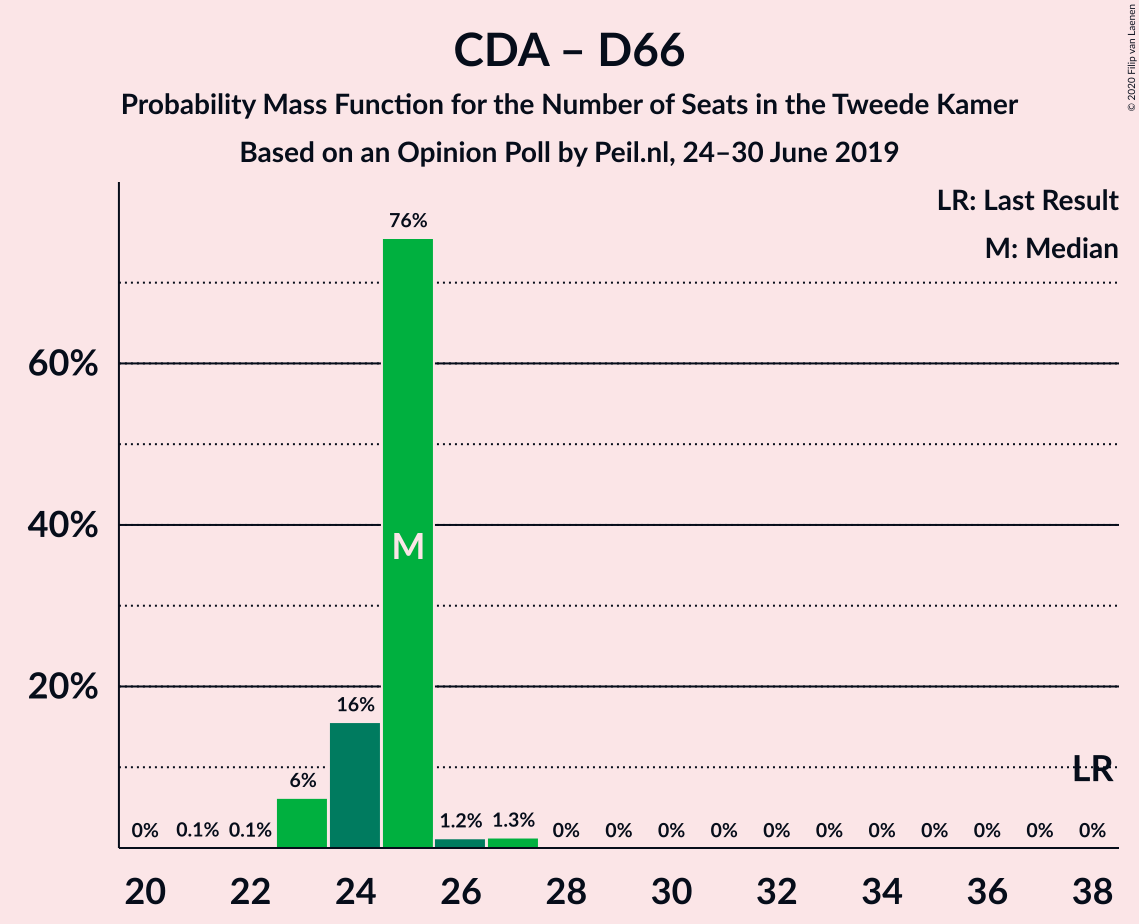 CDA – D66
Probability Mass Function for the Number of Seats in the Tweede Kamer
Based on an Opinion Poll by Peil.nl, 24–30 June 2019
© 2020 Filip van Laenen
LR: Last Result
M: Median
76%
60%
40%
M
20%
16%
LR
6%
0% 0.1% 0.1% 1.2% 1.3% 0% 0% 0% 0% 0% 0% 0% 0% 0% 0% 0%
20 22 24 26 28 30 32 34 36 38